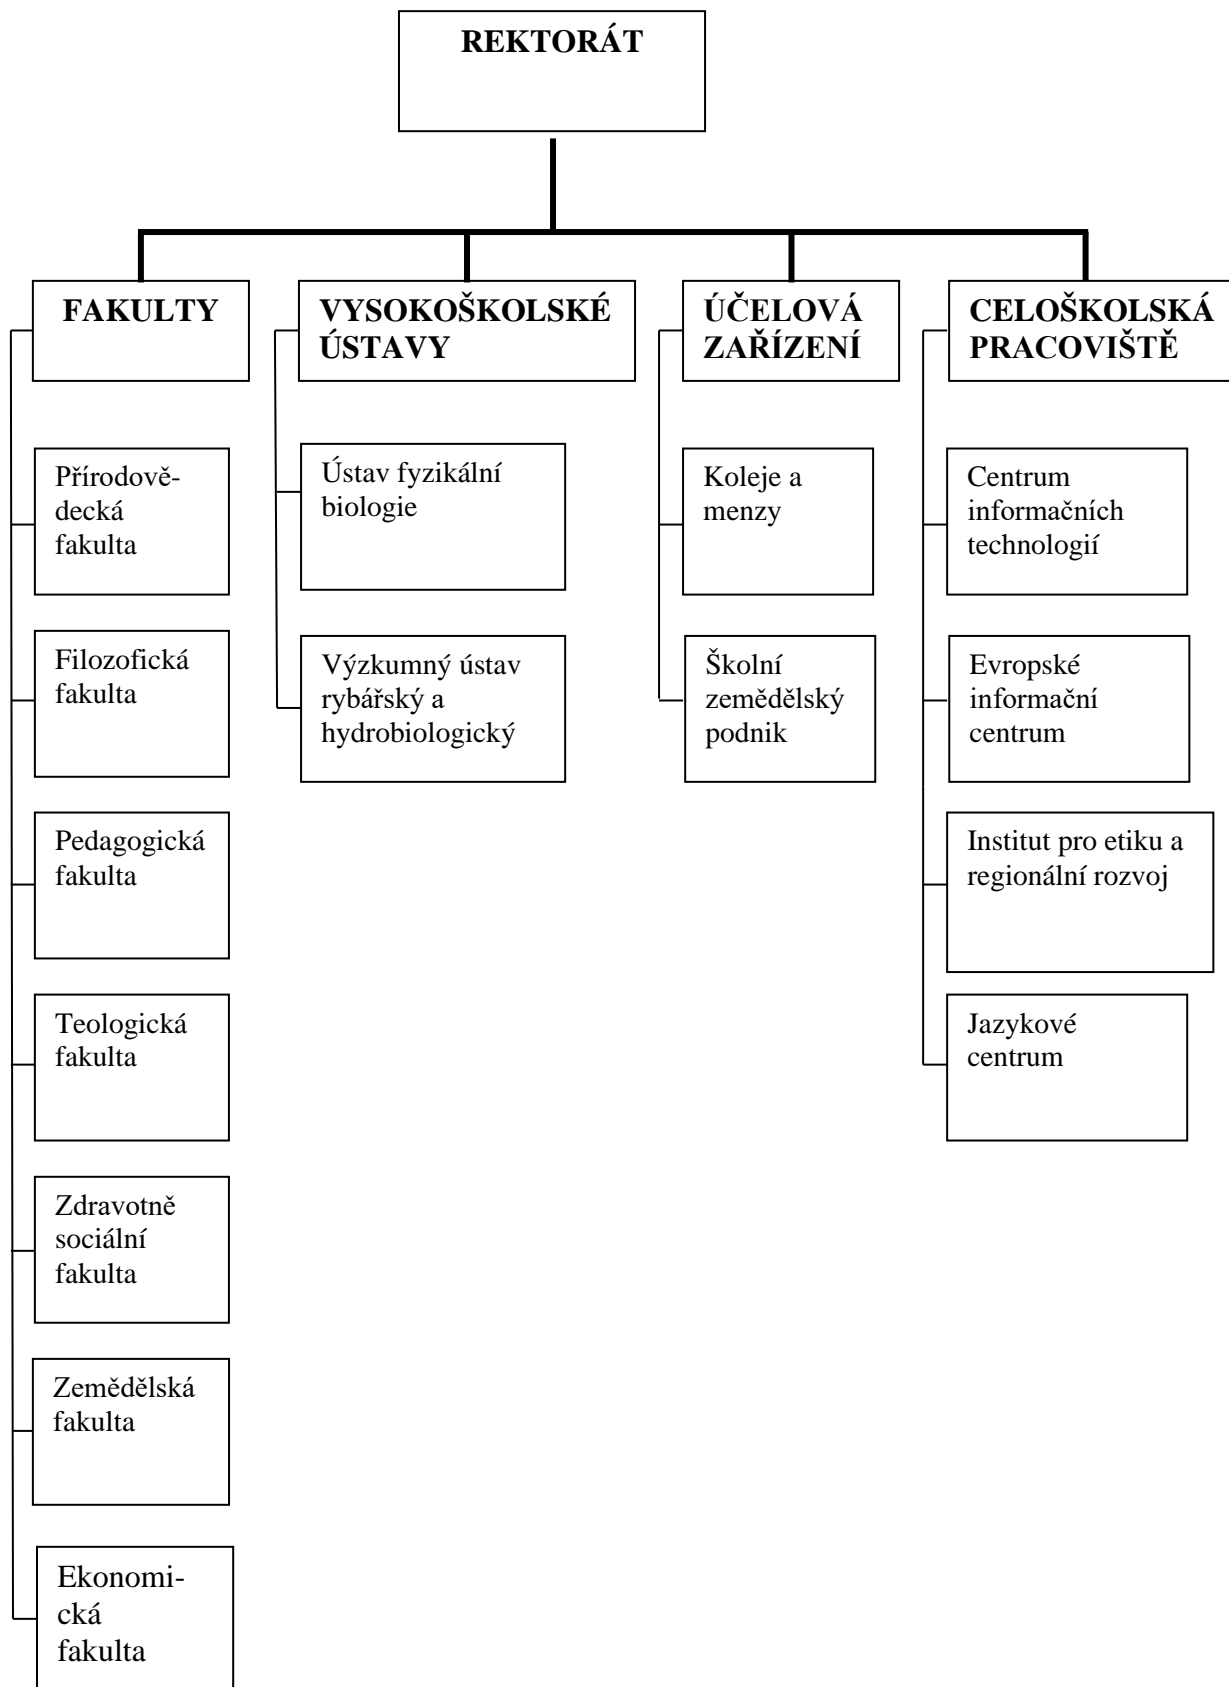 REKTORÁT
FAKULTY
VYSOKOŠKOLSKÉ
ÚSTAVY
ÚČELOVÁ
ZAŘÍZENÍ
CELOŠKOLSKÁ
PRACOVIŠTĚ
Přírodově-
decká
fakulta
Filozofická
fakulta
Pedagogická
fakulta
Teologická
fakulta
Zdravotně
sociální
fakulta
Zemědělská
fakulta
Ekonomi-
cká
fakulta
Ústav fyzikální
biologie
Výzkumný ústav
rybářský a
hydrobiologický
Koleje a
menzy
Školní
zemědělský
podnik
Centrum
informačních
technologií
Evropské
informační
centrum
Institut pro etiku a
regionální rozvoj
Jazykové
centrum